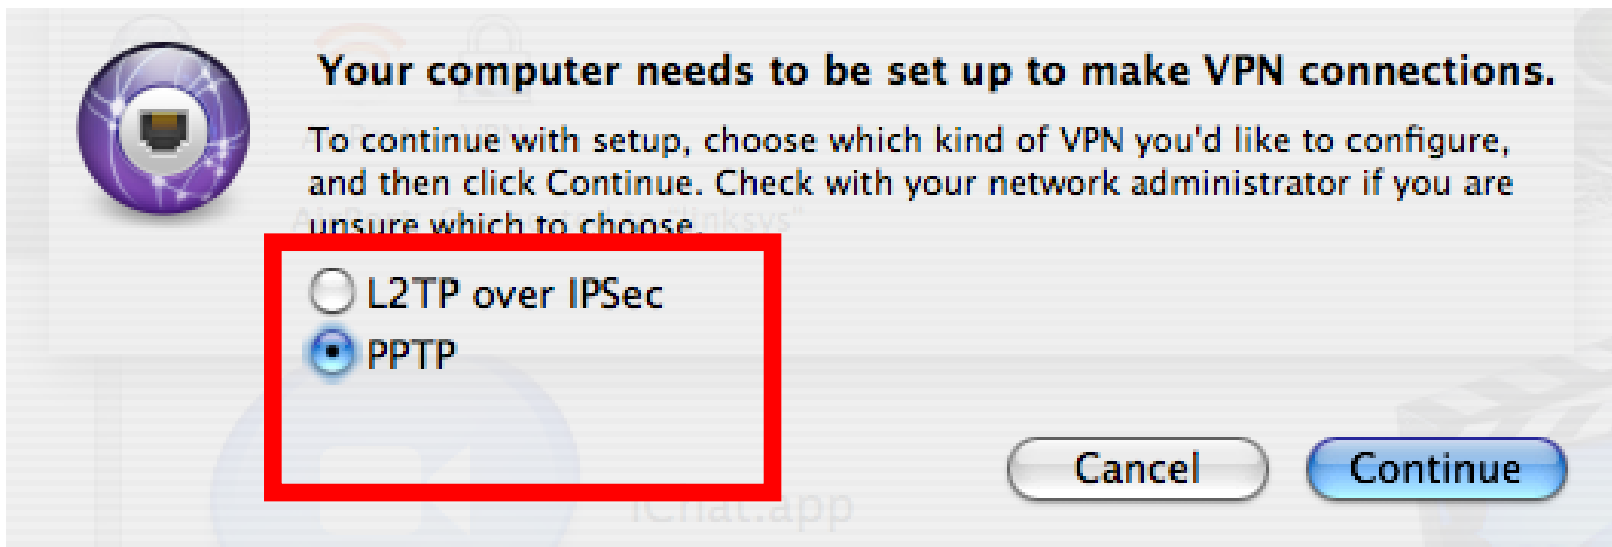 Your computer needs to be set up to make VPN connections.
To continue with setup, choose which kind of VPN you'd like to configure,
and then click Continue. Check with your network administrator if you are
unsure which to choose.
L2TP over IPSec
PPTP
Cancel
Continue
iChat.app